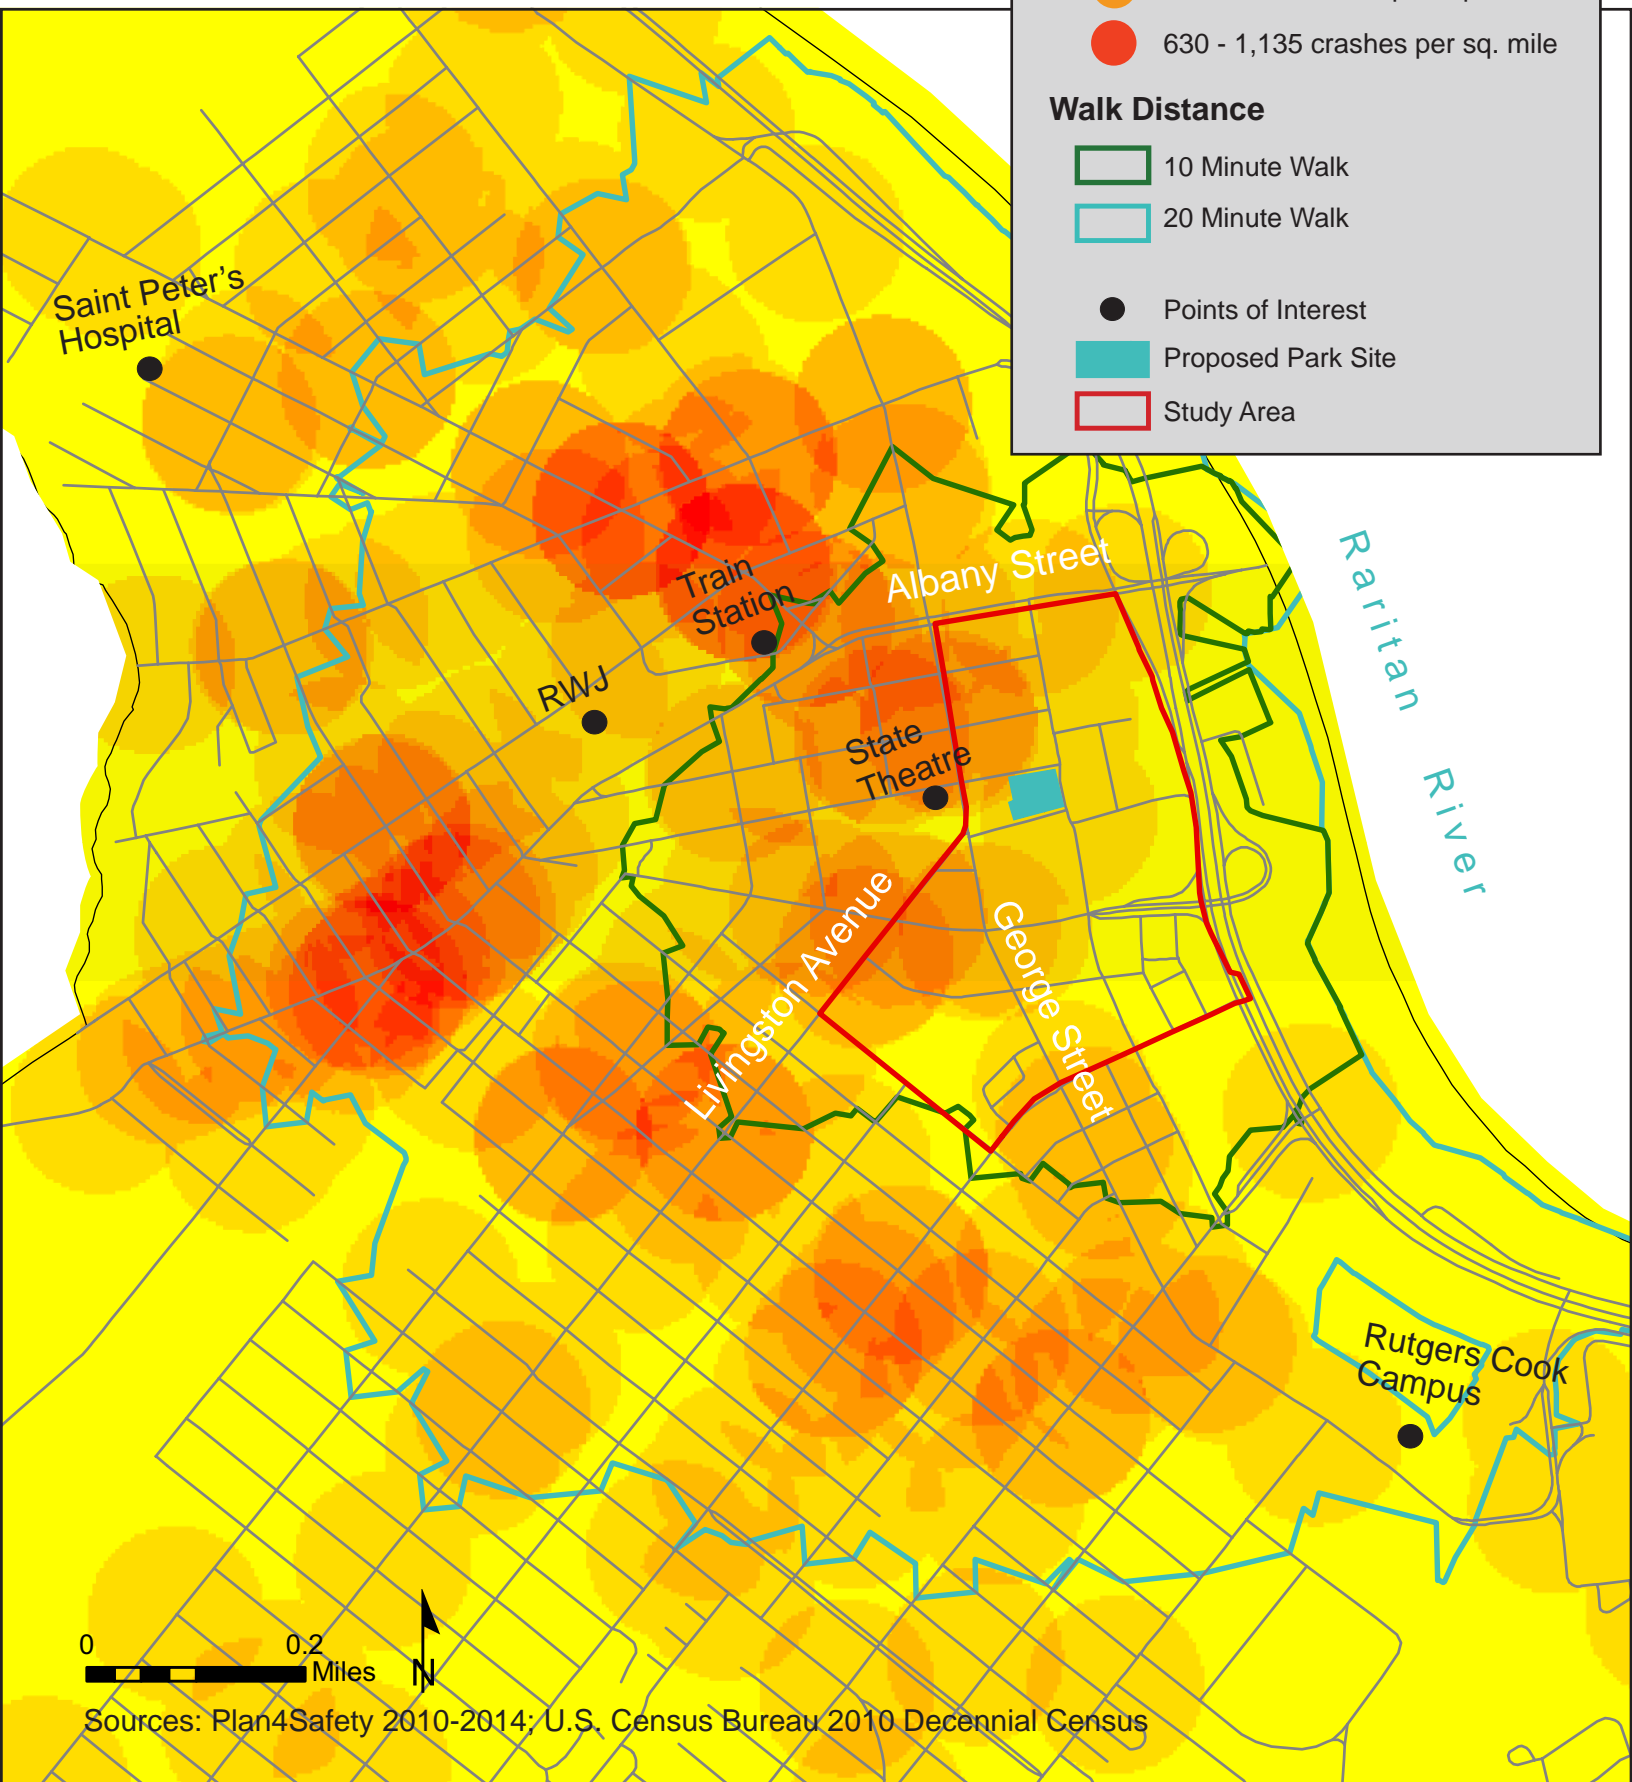 630 - 1,135 crashes per sq. mile
Walk Distance
10 Minute Walk
20 Minute Walk
Points of Interest
Proposed Park Site
Study Area
Saint Peter's
Hospital
Train
Station
Albany Street
RWJ
State
Theatre
Livingston Avenue
George Street
Raritan River
Rutgers Cook
Campus
0 0.2
Miles
N
Sources: Plan4Safety 2010-2014; U.S. Census Bureau 2010 Decennial Census